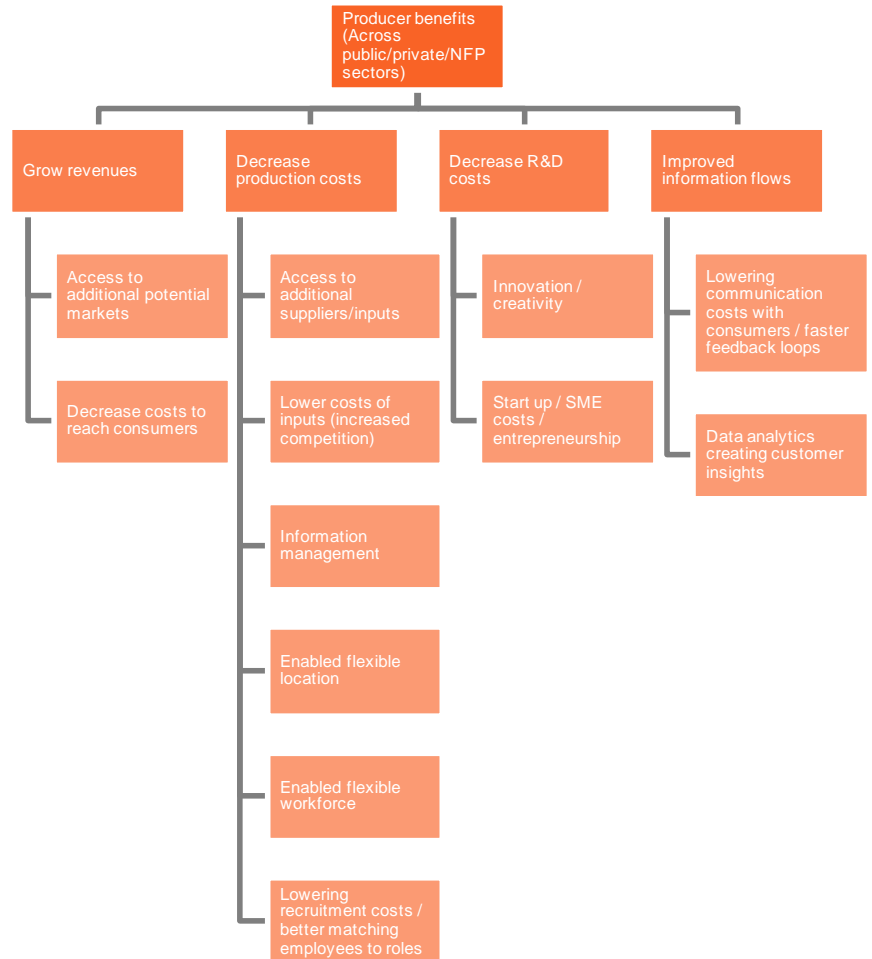 Producer benefits
(Across
public/private/NFP
sectors)
Grow revenues
Decrease
production costs
Decrease R&D
costs
Improved
information flows
Access to
additional potential
markets
Decrease costs to
reach consumers
Access to
additional
suppliers/inputs
Lower costs of
inputs (increased
competition)
Information
management
Enabled flexible
location
Enabled flexible
workforce
Lowering
recruitment costs /
better matching
employees to roles
Innovation /
creativity
Start up / SME
costs /
entrepreneurship
Lowering
communication
costs with
consumers / faster
feedback loops
Data analytics
creating customer
insights